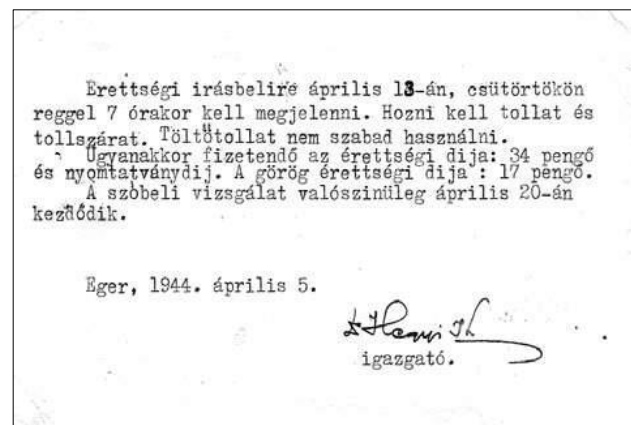 Érettségi irásbelire április 13-án, csütörtökön
reggel 7 órakor kell megjelenni. Hozni kell tollat és
tollszárat. Töltőtollat nem szabad használni.
Ugyanakkor fizetendő az érettségi dija: 34 pengő
és nyomtatványdij. A görög érettségi dija : 17 pengő.
A szóbeli vizsgálat valószinüleg április 20-án
kezdődik.
Eger, 1944. április 5.
igazgató.